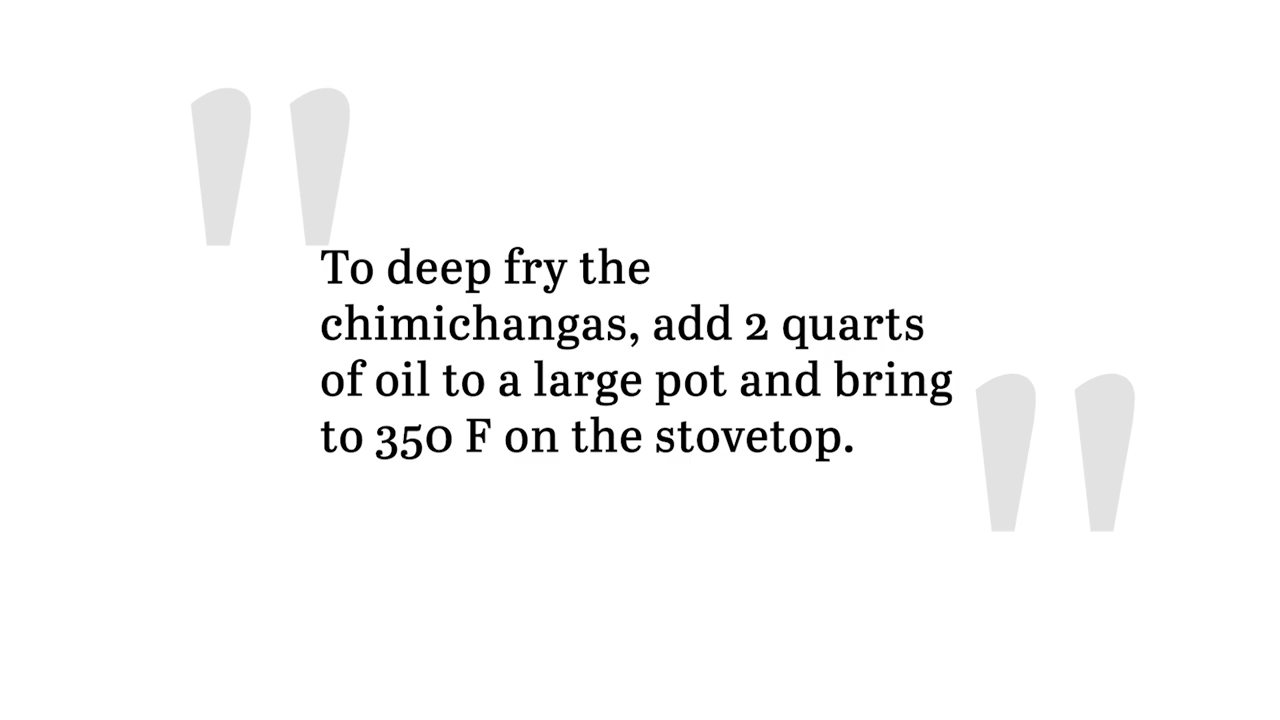 To deep fry the
chimichangas, add 2 quarts
of oil to a large pot and bring
to 350 F on the stovetop.